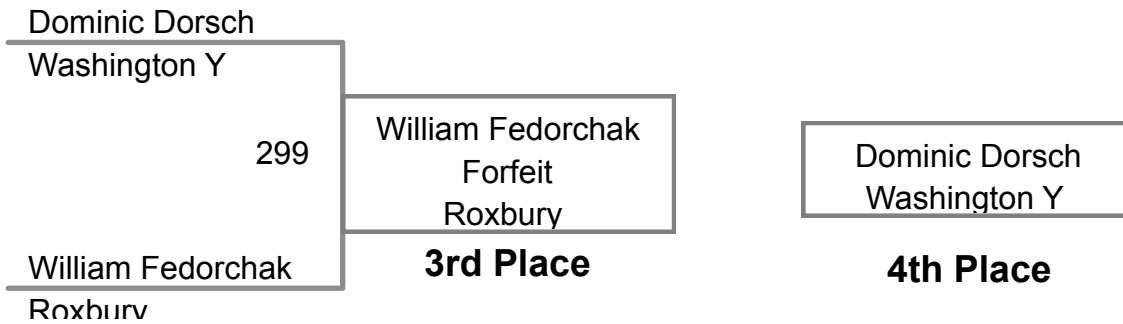 Dominic Dorsch
Washington Y
299
William Fedorchak
Forfeit
Roxbury
3rd Place
William Fedorchak
Roxbury
Dominic Dorsch
Washington Y
4th Place